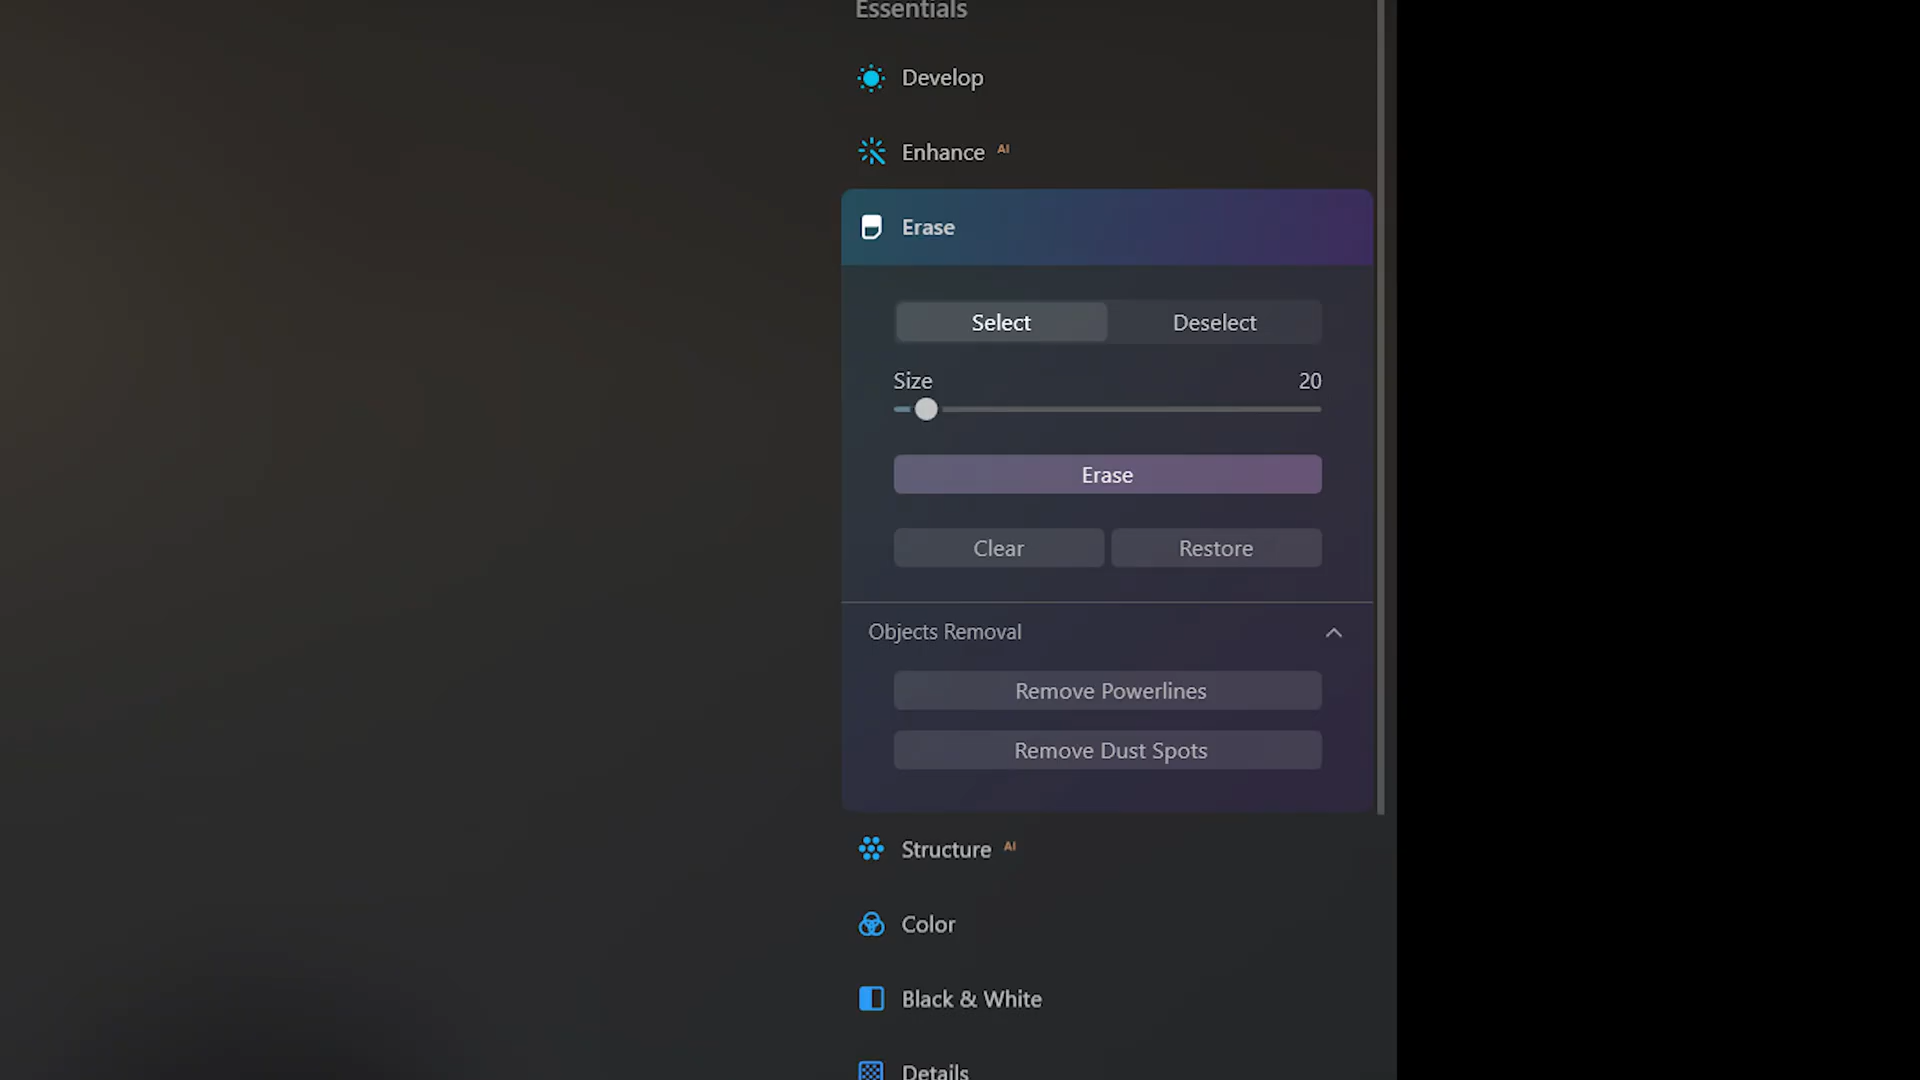 Essentials
Develop
Enhance AI
Erase
Select Deselect
Size 20
Erase
Clear Restore
Objects Removal
Remove Powerlines
Remove Dust Spots
Structure AI
Color
Black & White
Details